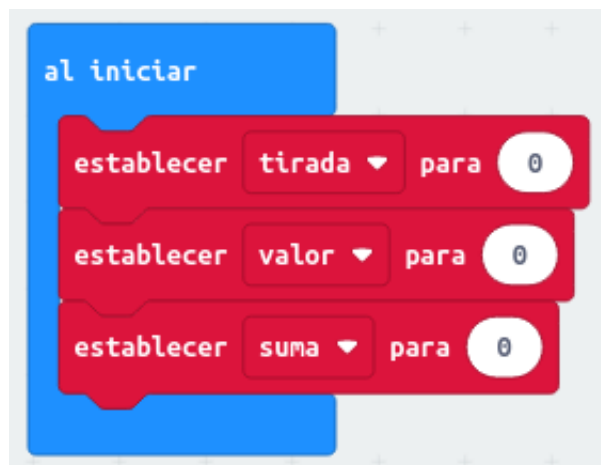 al iniciar
establecer tirada para 0
establecer valor para 0
establecer suma para 0